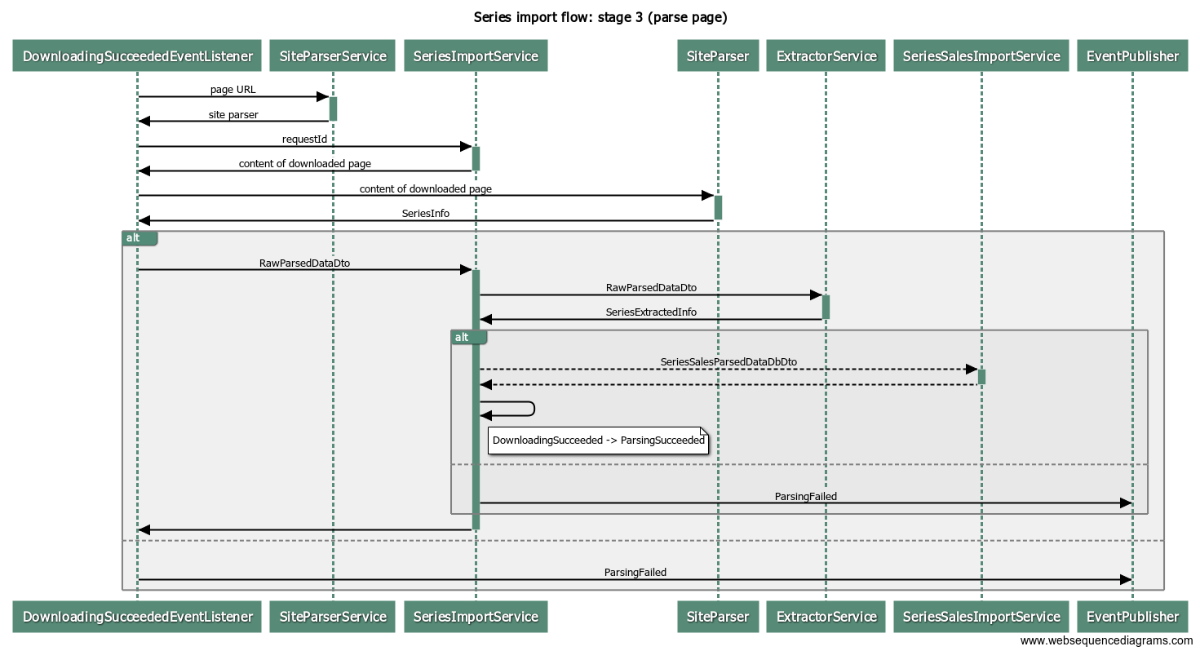 Series import flow: stage 3 (parse page)
DownloadingSucceededEventListener SiteParserService SeriesImportService SiteParser ExtractorService SeriesSalesImportService EventPublisher
page URL
site parser
requestId
content of downloaded page
content of downloaded page
SeriesInfo
alt
RawParsedDataDto
RawParsedDataDto
SeriesExtractedInfo
alt
SeriesSalesParsedDataDbDto
DownloadingSucceeded -> ParsingSucceeded
ParsingFailed
ParsingFailed
DownloadingSucceededEventListener SiteParserService SeriesImportService SiteParser ExtractorService SeriesSalesImportService EventPublisher
www.websequencediagrams.com